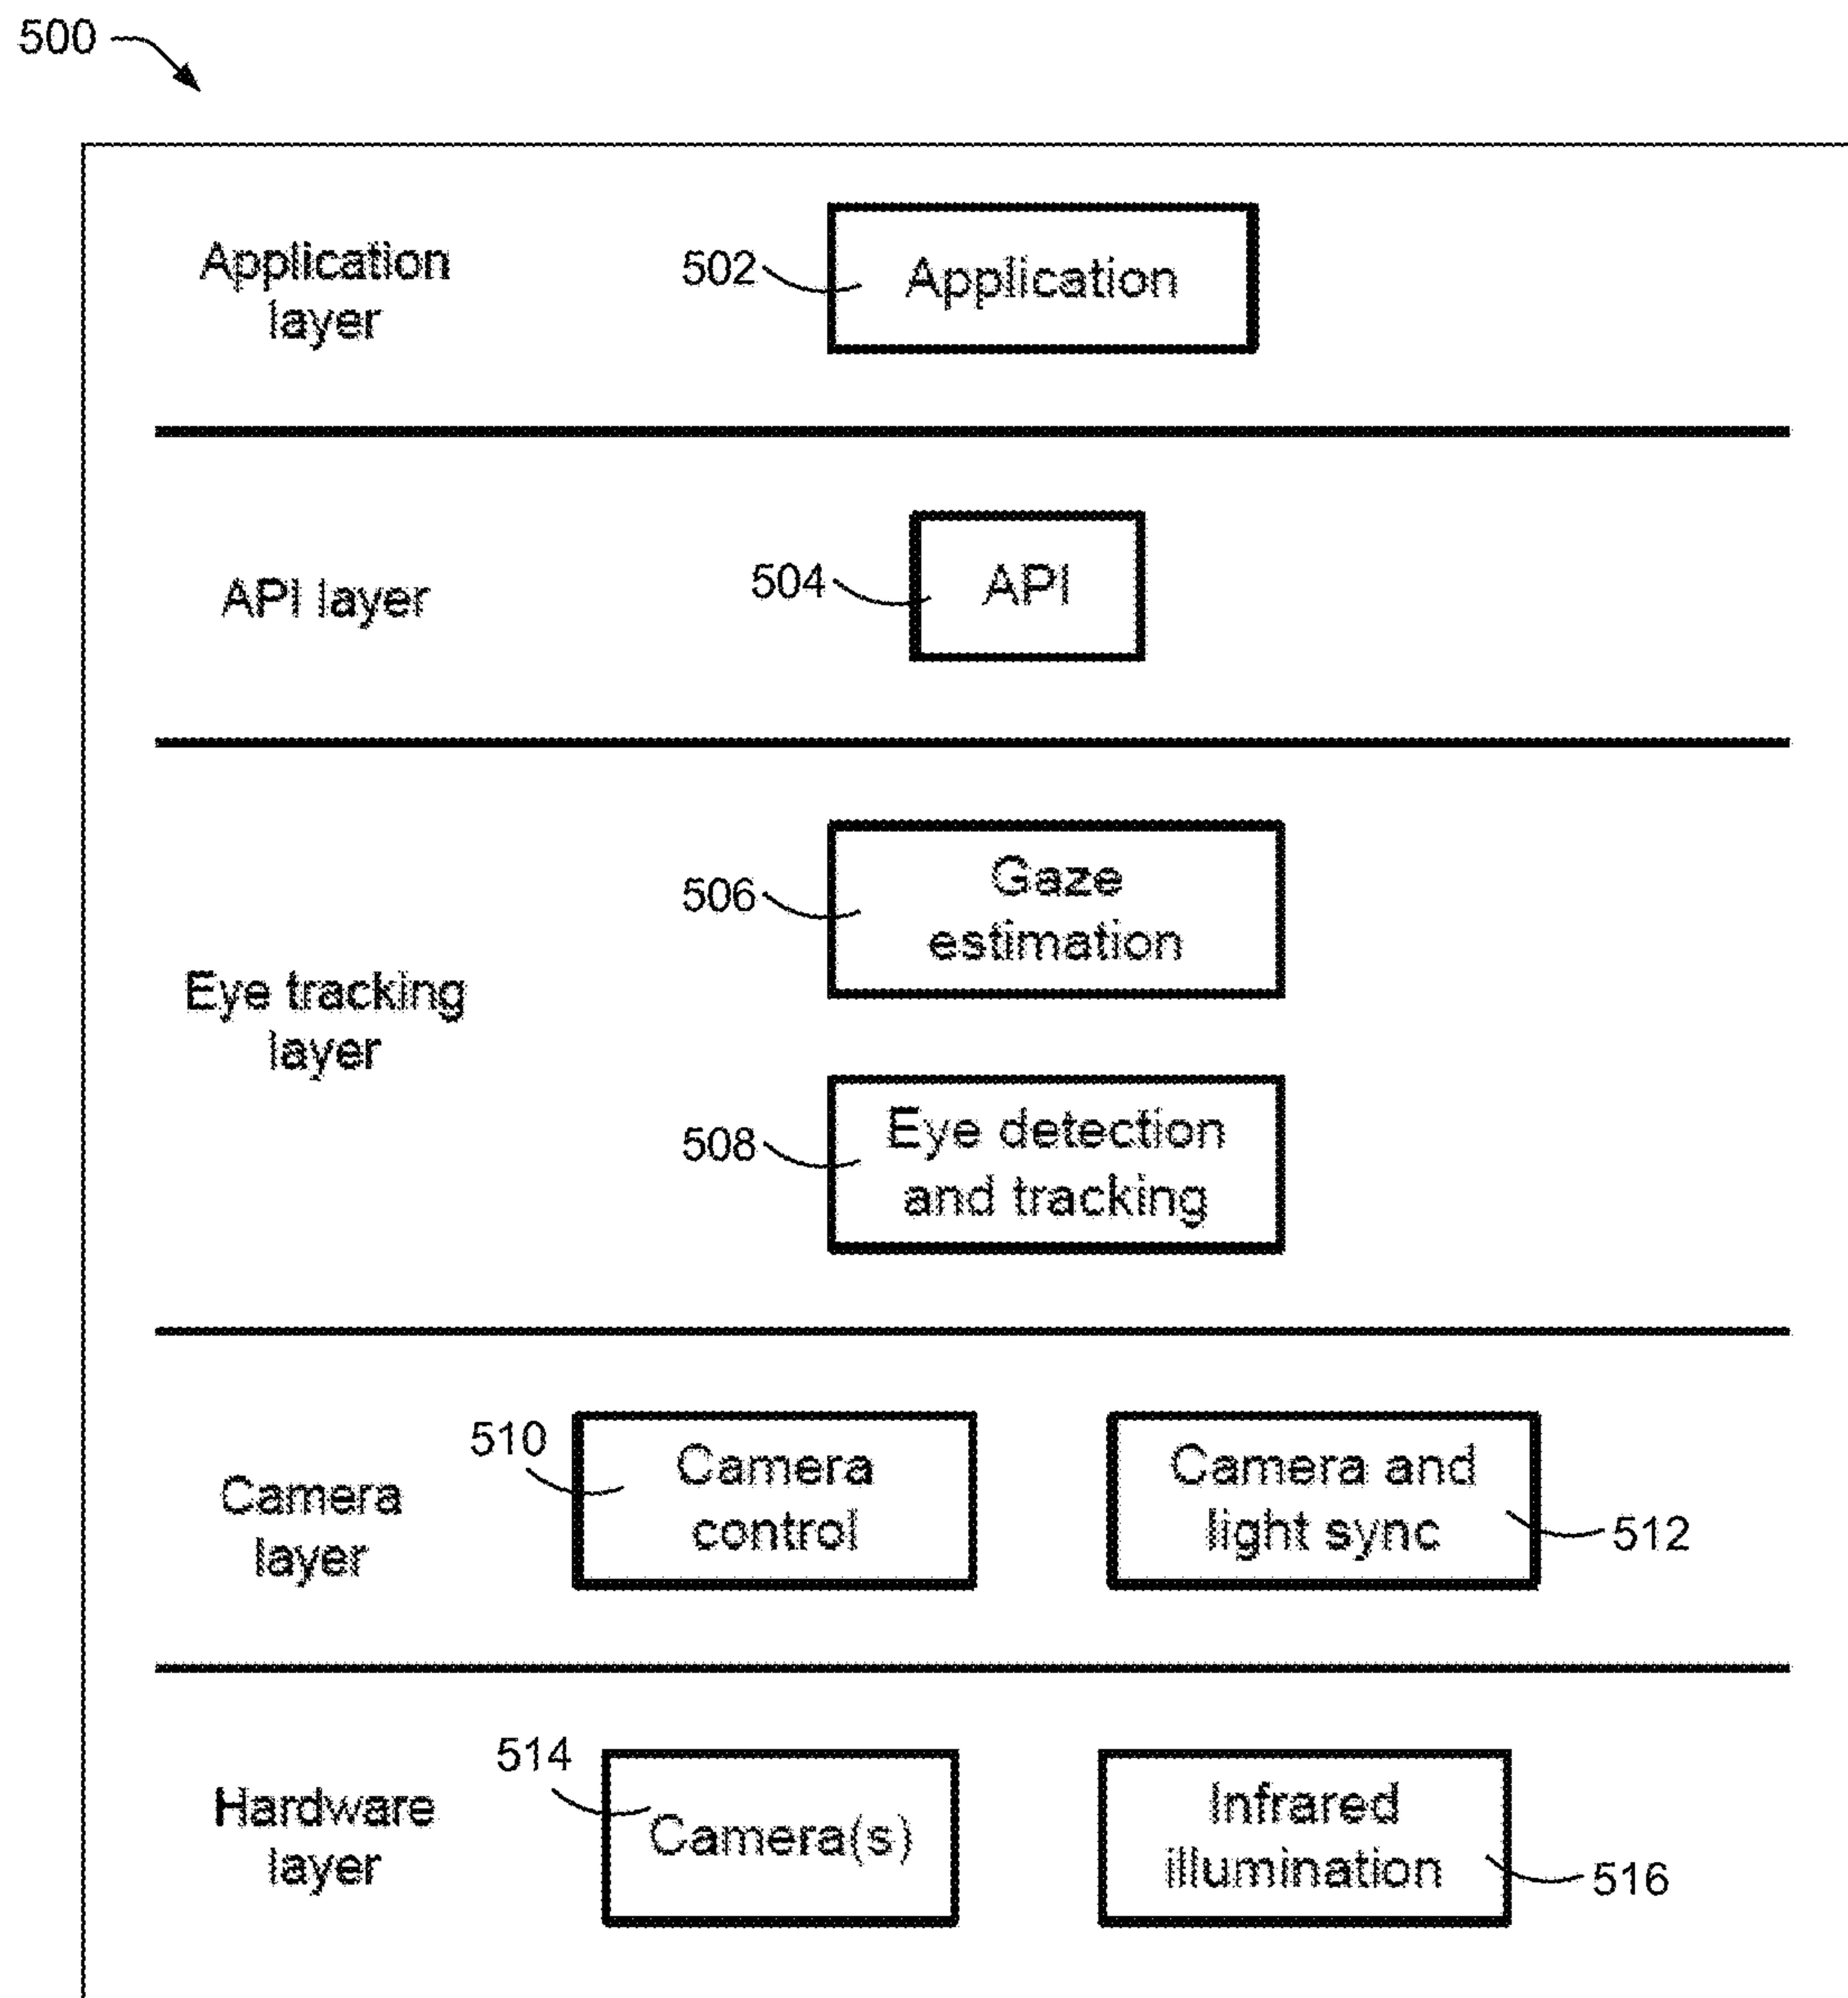 500
Application
layer
502
Application
API layer
504
API
Eye tracking
layer
506
Gaze
estimation
508
Eye detection
and tracking
Camera
layer
510
Camera
control
Camera and
light sync
512
Hardware
layer
514
Camera(s)
Infrared
illumination
516